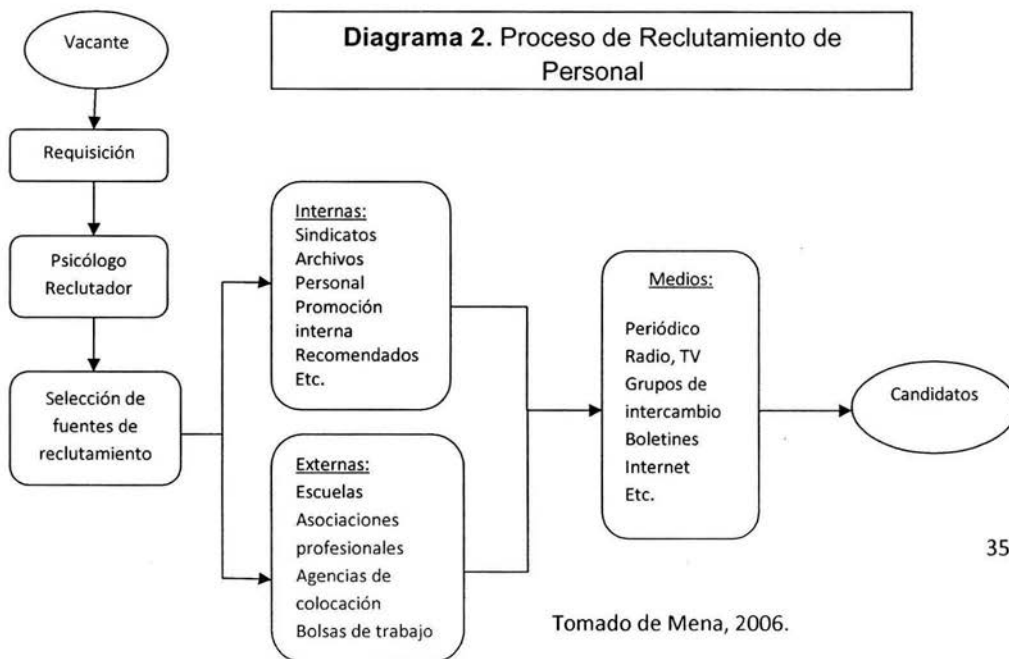 Vacante
Diagrama 2. Proceso de Reclutamiento de
Personal
Requisición
Psicólogo
Reclutador
Selección de
fuentes de
reclutamiento
Internas:
Sindicatos
Archivos
Personal
Promoción
interna
Recomendados
Etc.
Externas:
Escuelas
Asociaciones
profesionales
Agencias de
colocación
Bolsas de trabajo
Medios:
Periódico
Radio, TV
Grupos de
intercambio
Boletines
Internet
Etc.
Candidatos
35
Tomado de Mena, 2006.